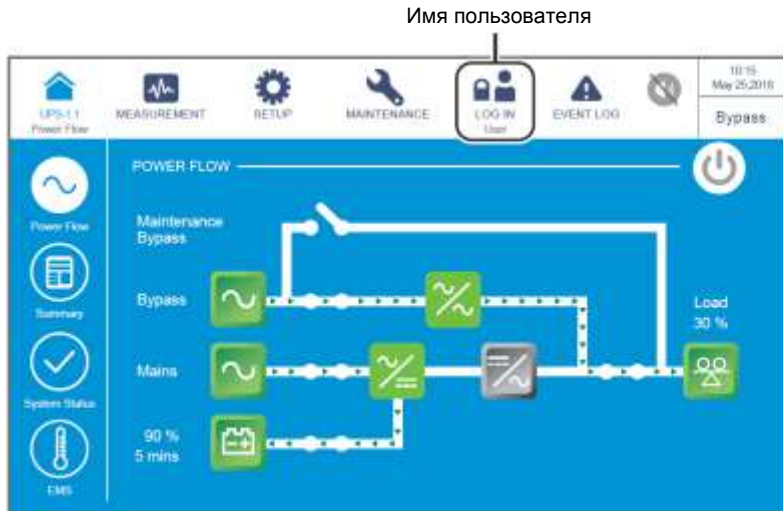 Имя пользователя
UPS-1.1
Power Flow
MEASUREMENT
SETUP
MAINTENANCE
LOG IN
User
EVENT LOG
10:15
May 25,2018
Bypass
POWER FLOW
Power Flow
Summary
System Status
EMS
Maintenance
Bypass
Bypass
Mains
90 %
5 mins
Load
30 %